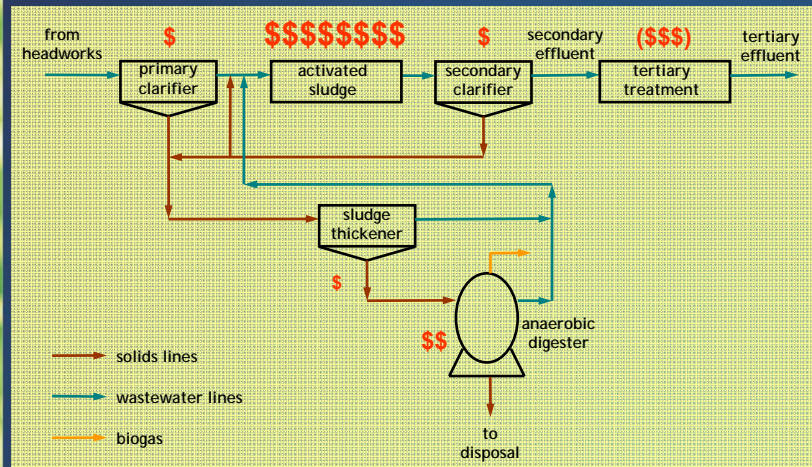 from
headworks
$
primary
clarifier
$$$$$$$$
activated
sludge
$
secondary
clarifier
secondary
effluent
($$$)
tertiary
treatment
tertiary
effluent
sludge
thickener
$
$$
anaerobic
digester
solids lines
wastewater lines
biogas
to
disposal